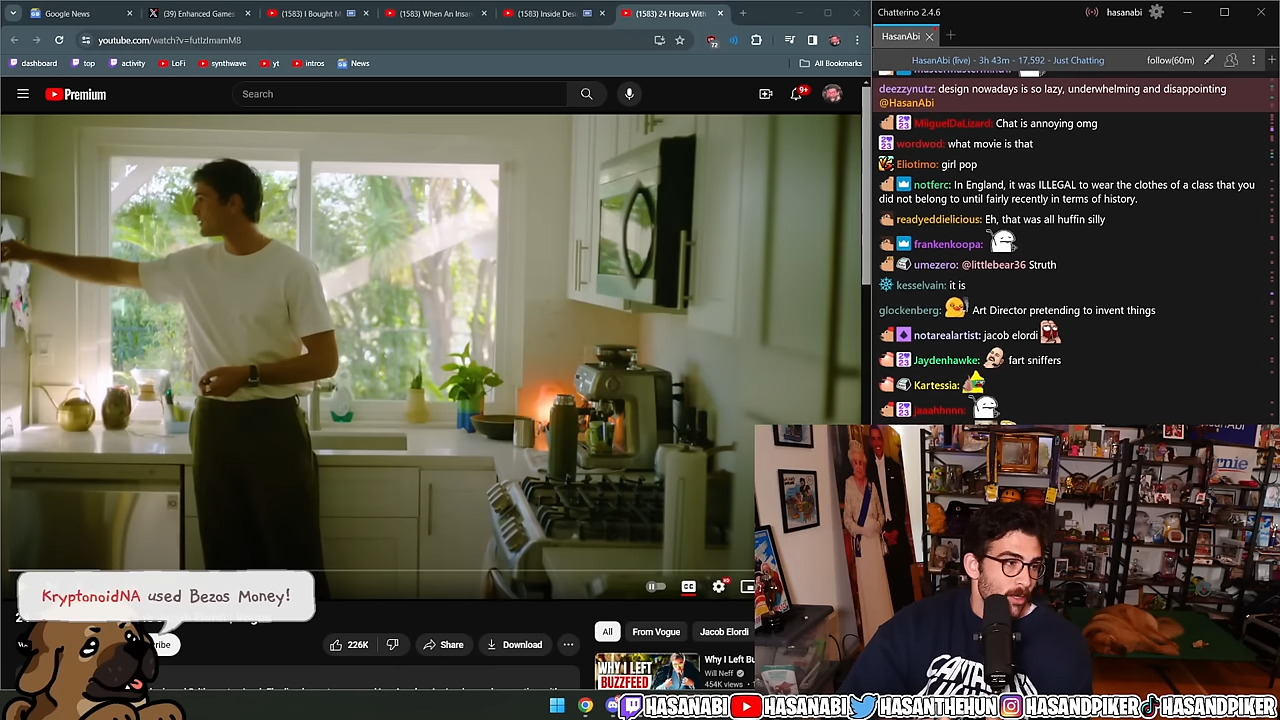 Google News
(39) Enhanced Games
(1583) I Bought M
(1583) When An Insan
(1583) Inside Desi
(1583) 24 Hours With
youtube.com/watch?v=futIzImamM8
72
dashboard
top
activity
LoFi
synthwave
yt
intros
News
All Bookmarks
Premium
Search
9+
KryptonoidNA used Bezos Money!
226K
Share
Download
All
From Vogue
Jacob Elordi
WHY I LEFT
BUZZFEED
Why I Left Bu
Will Neff
454K views
Chatterino 2.4.6
hasanabi
HasanAbi
HasanAbi (live) - 3h 43m - 17.592 - Just Chatting
follow(60m)
deezzynutz: design nowadays is so lazy, underwhelming and disappointing
@HasanAbi
MiiguelDaLizard: Chat is annoying omg
wordwod: what movie is that
Eliotimo: girl pop
notferc: In England, it was ILLEGAL to wear the clothes of a class that you
did not belong to until fairly recently in terms of history.
readyeddielicious: Eh, that was all huffin silly
frankenkoopa:
umezero: @littlebear36 Struth
kesselvain: it is
glockenberg: Art Director pretending to invent things
notarealartist: jacob elordi
Jaydenhawke: fart sniffers
Kartessia:
jaaahhnnn:
HASANABI
HASANABI
HASANTHEHUN
HASANDPIKER
HASANDPIKER